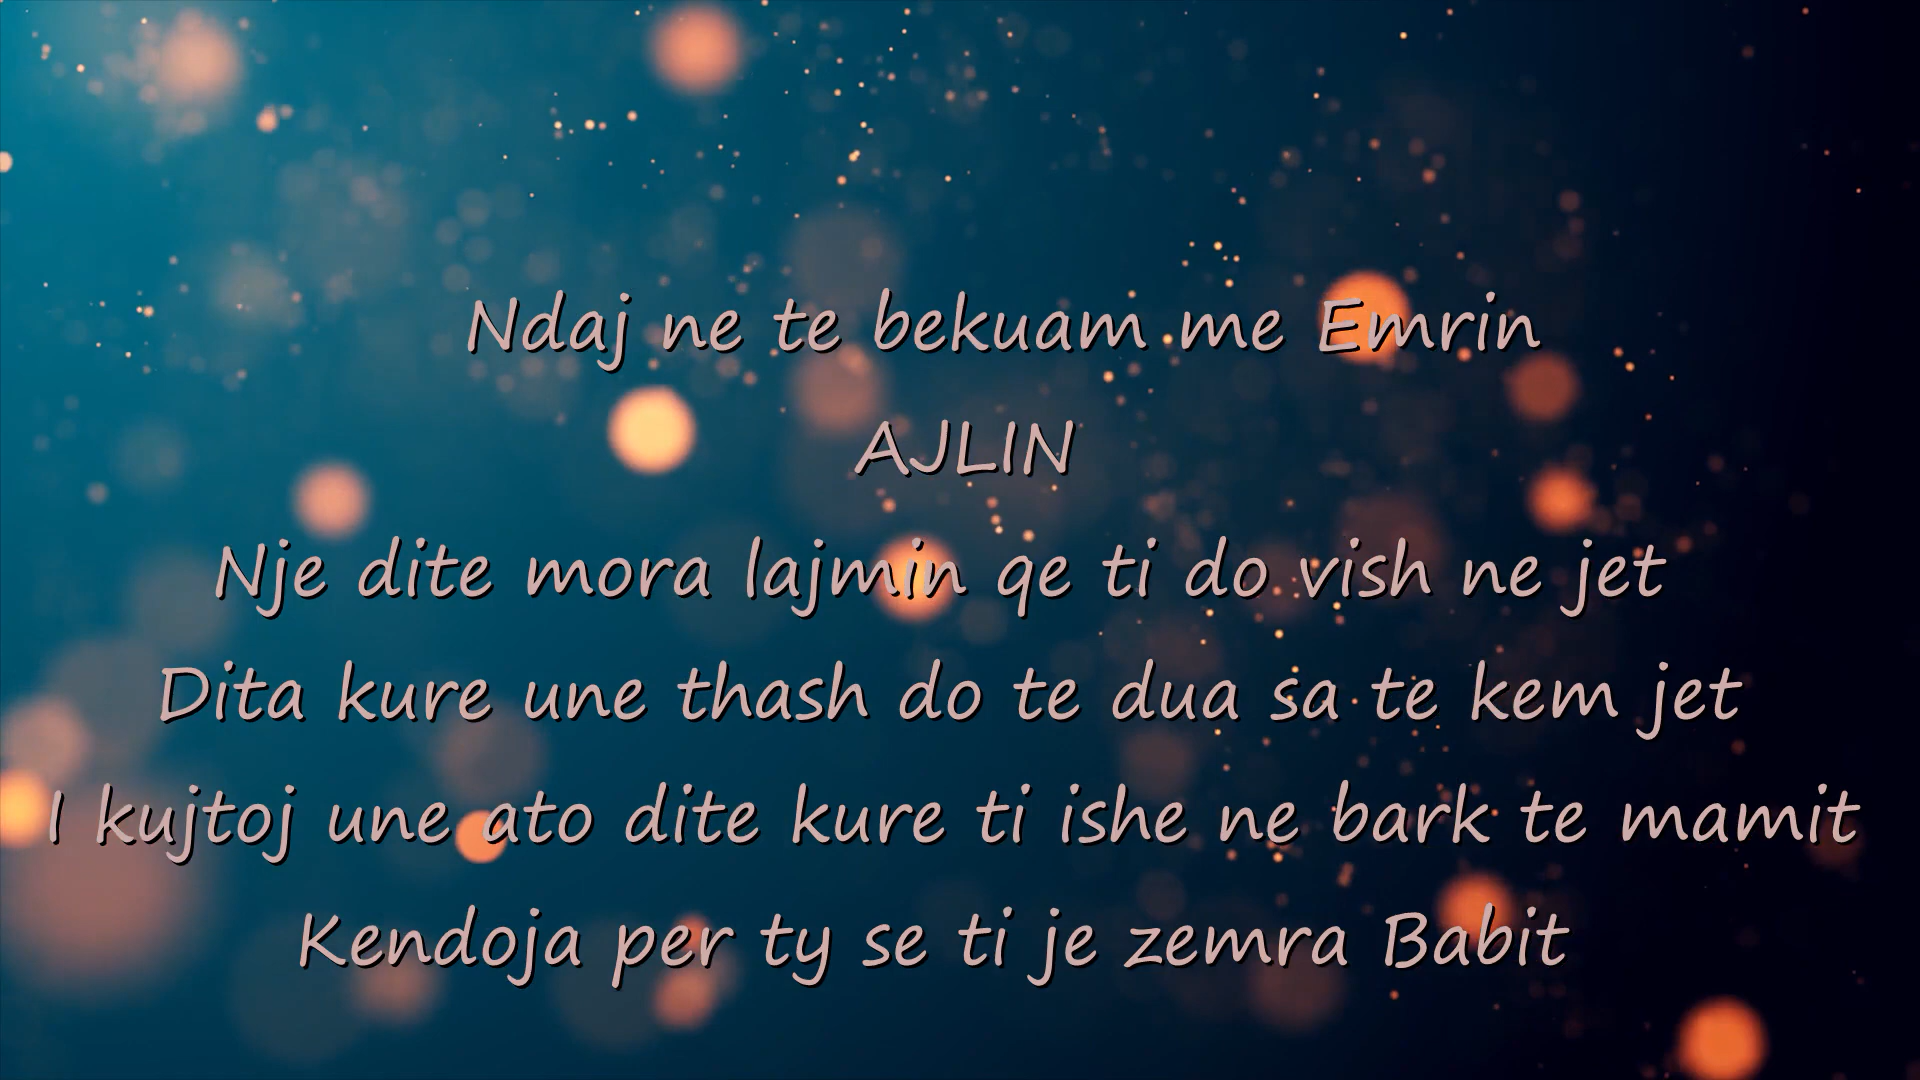 Ndaj ne te bekuam me Emrin
AJLIN
Nje dite mora lajmin qe ti do vish ne jet
Dita kure une thash do te dua sa te kem jet
I kujtoj une ato dite kure ti ishe ne bark te mamit
Kendoja per ty se ti je zemra Babit